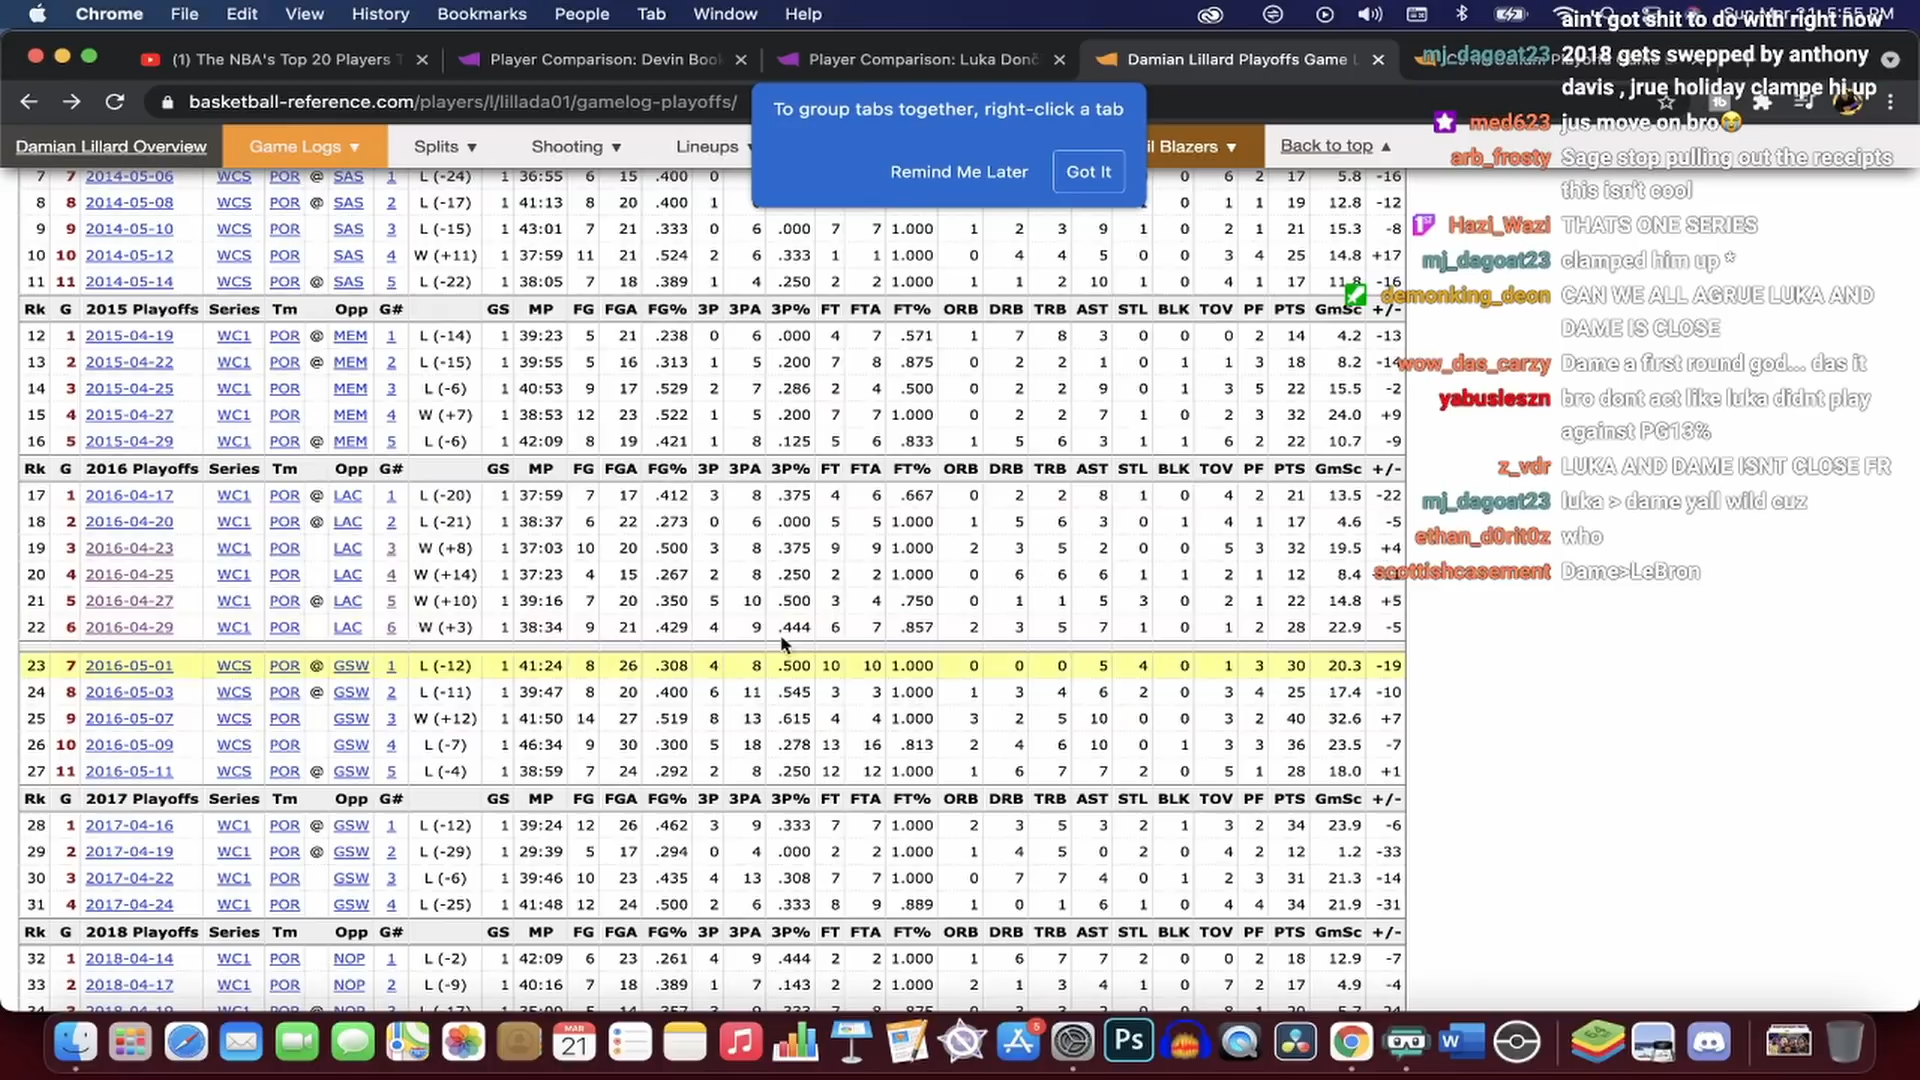 Chrome File Edit View History Bookmarks People Tab Window Help
(1) The NBA's Top 20 Players Player Comparison: Devin Boo Player Comparison: Luka Donč Damian Lillard Playoffs Game L
basketball-reference.com/players/l/lillada01/gamelog-playoffs/
To group tabs together, right-click a tab
Remind Me Later Got It
Damian Lillard Overview Game Logs ▼ Splits ▼ Shooting ▼ Lineups il Blazers ▼ Back to top ▲
7 7 2014-05-06 WCS POR @ SAS 1 L (-24) 1 36:55 6 15 .400 0 0 6 2 17 5.8 -16
8 8 2014-05-08 WCS POR @ SAS 2 L (-17) 1 41:13 8 20 .400 1 0 1 1 19 12.8 -12
9 9 2014-05-10 WCS POR SAS 3 L (-15) 1 43:01 7 21 .333 0 6 .000 7 7 1.000 1 2 3 9 1 0 2 1 21 15.3 -8
10 10 2014-05-12 WCS POR SAS 4 W (+11) 1 37:59 11 21 .524 2 6 .333 1 1 1.000 0 4 4 5 0 0 3 4 25 14.8 +17
11 11 2014-05-14 WCS POR @ SAS 5 L (-22) 1 38:05 7 18 .389 1 4 .250 2 2 1.000 1 1 2 10 1 0 4 1 17 11.8 -16
Rk G 2015 Playoffs Series Tm Opp G# GS MP FG FGA FG% 3P 3PA 3P% FT FTA FT% ORB DRB TRB AST STL BLK TOV PF PTS GmSc +/-
12 1 2015-04-19 WC1 POR @ MEM 1 L (-14) 1 39:23 5 21 .238 0 6 .000 4 7 .571 1 7 8 3 0 0 0 2 14 4.2 -13
13 2 2015-04-22 WC1 POR @ MEM 2 L (-15) 1 39:55 5 16 .313 1 5 .200 7 8 .875 0 2 2 1 0 1 1 3 18 8.2 -14
14 3 2015-04-25 WC1 POR MEM 3 L (-6) 1 40:53 9 17 .529 2 7 .286 2 4 .500 0 2 2 9 0 1 3 5 22 15.5 -2
15 4 2015-04-27 WC1 POR MEM 4 W (+7) 1 38:53 12 23 .522 1 5 .200 7 7 1.000 0 2 2 7 1 0 2 3 32 24.0 +9
16 5 2015-04-29 WC1 POR @ MEM 5 L (-6) 1 42:09 8 19 .421 1 8 .125 5 6 .833 1 5 6 3 1 1 6 2 22 10.7 -9
Rk G 2016 Playoffs Series Tm Opp G# GS MP FG FGA FG% 3P 3PA 3P% FT FTA FT% ORB DRB TRB AST STL BLK TOV PF PTS GmSc +/-
17 1 2016-04-17 WC1 POR @ LAC 1 L (-20) 1 37:59 7 17 .412 3 8 .375 4 6 .667 0 2 2 8 1 0 4 2 21 13.5 -22
18 2 2016-04-20 WC1 POR @ LAC 2 L (-21) 1 38:37 6 22 .273 0 6 .000 5 5 1.000 1 5 6 3 0 1 4 1 17 4.6 -5
19 3 2016-04-23 WC1 POR LAC 3 W (+8) 1 37:03 10 20 .500 3 8 .375 9 9 1.000 2 3 5 2 0 0 5 3 32 19.5 +4
20 4 2016-04-25 WC1 POR LAC 4 W (+14) 1 37:23 4 15 .267 2 8 .250 2 2 1.000 0 6 6 6 1 1 2 1 12 8.4
21 5 2016-04-27 WC1 POR @ LAC 5 W (+10) 1 39:16 7 20 .350 5 10 .500 3 4 .750 0 1 1 5 3 0 2 1 22 14.8 +5
22 6 2016-04-29 WC1 POR LAC 6 W (+3) 1 38:34 9 21 .429 4 9 .444 6 7 .857 2 3 5 7 1 0 1 2 28 22.9 -5
23 7 2016-05-01 WCS POR @ GSW 1 L (-12) 1 41:24 8 26 .308 4 8 .500 10 10 1.000 0 0 0 5 4 0 1 3 30 20.3 -19
24 8 2016-05-03 WCS POR @ GSW 2 L (-11) 1 39:47 8 20 .400 6 11 .545 3 3 1.000 1 3 4 6 2 0 3 4 25 17.4 -10
25 9 2016-05-07 WCS POR GSW 3 W (+12) 1 41:50 14 27 .519 8 13 .615 4 4 1.000 3 2 5 10 0 0 3 2 40 32.6 +7
26 10 2016-05-09 WCS POR GSW 4 L (-7) 1 46:34 9 30 .300 5 18 .278 13 16 .813 2 4 6 10 0 1 3 3 36 23.5 -7
27 11 2016-05-11 WCS POR @ GSW 5 L (-4) 1 38:59 7 24 .292 2 8 .250 12 12 1.000 1 6 7 7 2 0 5 1 28 18.0 +1
Rk G 2017 Playoffs Series Tm Opp G# GS MP FG FGA FG% 3P 3PA 3P% FT FTA FT% ORB DRB TRB AST STL BLK TOV PF PTS GmSc +/-
28 1 2017-04-16 WC1 POR @ GSW 1 L (-12) 1 39:24 12 26 .462 3 9 .333 7 7 1.000 2 3 5 3 2 1 3 2 34 23.9 -6
29 2 2017-04-19 WC1 POR @ GSW 2 L (-29) 1 29:39 5 17 .294 0 4 .000 2 2 1.000 1 4 5 0 2 0 4 2 12 1.2 -33
30 3 2017-04-22 WC1 POR GSW 3 L (-6) 1 39:46 10 23 .435 4 13 .308 7 7 1.000 0 7 7 4 0 1 2 3 31 21.3 -14
31 4 2017-04-24 WC1 POR GSW 4 L (-25) 1 41:48 12 24 .500 2 6 .333 8 9 .889 1 0 1 6 1 0 4 4 34 21.9 -31
Rk G 2018 Playoffs Series Tm Opp G# GS MP FG FGA FG% 3P 3PA 3P% FT FTA FT% ORB DRB TRB AST STL BLK TOV PF PTS GmSc +/-
32 1 2018-04-14 WC1 POR NOP 1 L (-2) 1 42:09 6 23 .261 4 9 .444 2 2 1.000 1 6 7 7 2 0 0 2 18 12.9 -7
33 2 2018-04-17 WC1 POR NOP 2 L (-9) 1 40:16 7 18 .389 1 7 .143 2 2 1.000 2 1 3 4 1 0 7 2 17 4.9 -4
ain't got shit to do with right now
mj_dagoat23 2018 gets swepped by anthony
davis , jrue holiday clampe hi up
med623 jus move on bro😭
arb_frosty Sage stop pulling out the receipts
this isn't cool
Hazi_Wazi THATS ONE SERIES
mj_dagoat23 clamped him up *
demonking_deon CAN WE ALL AGRUE LUKA AND
DAME IS CLOSE
wow_das_carzy Dame a first round god... das it
yabusleszn bro dont act like luka didnt play
against PG13%
z_vdr LUKA AND DAME ISNT CLOSE FR
mj_dagoat23 luka > dame yall wild cuz
ethan_d0rit0z who
scottishcasement Dame>LeBron
MAR
21
5
Ps
W
64